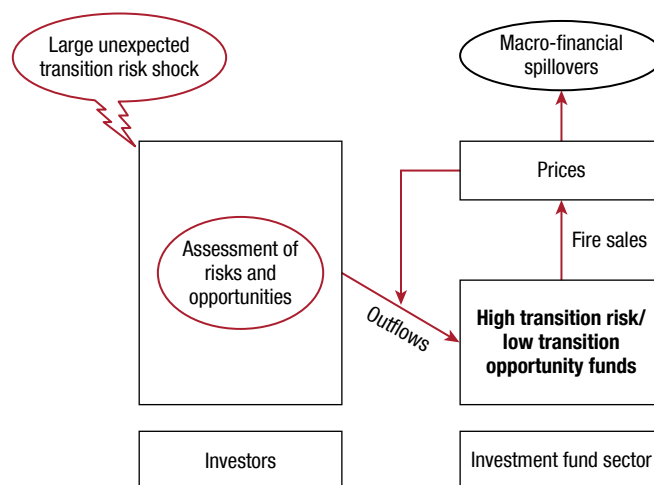 Large unexpected
transition risk shock
Macro-financial
spillovers
Prices
Assessment of
risks and
opportunities
Fire sales
Outflows
High transition risk/
low transition
opportunity funds
Investors
Investment fund sector